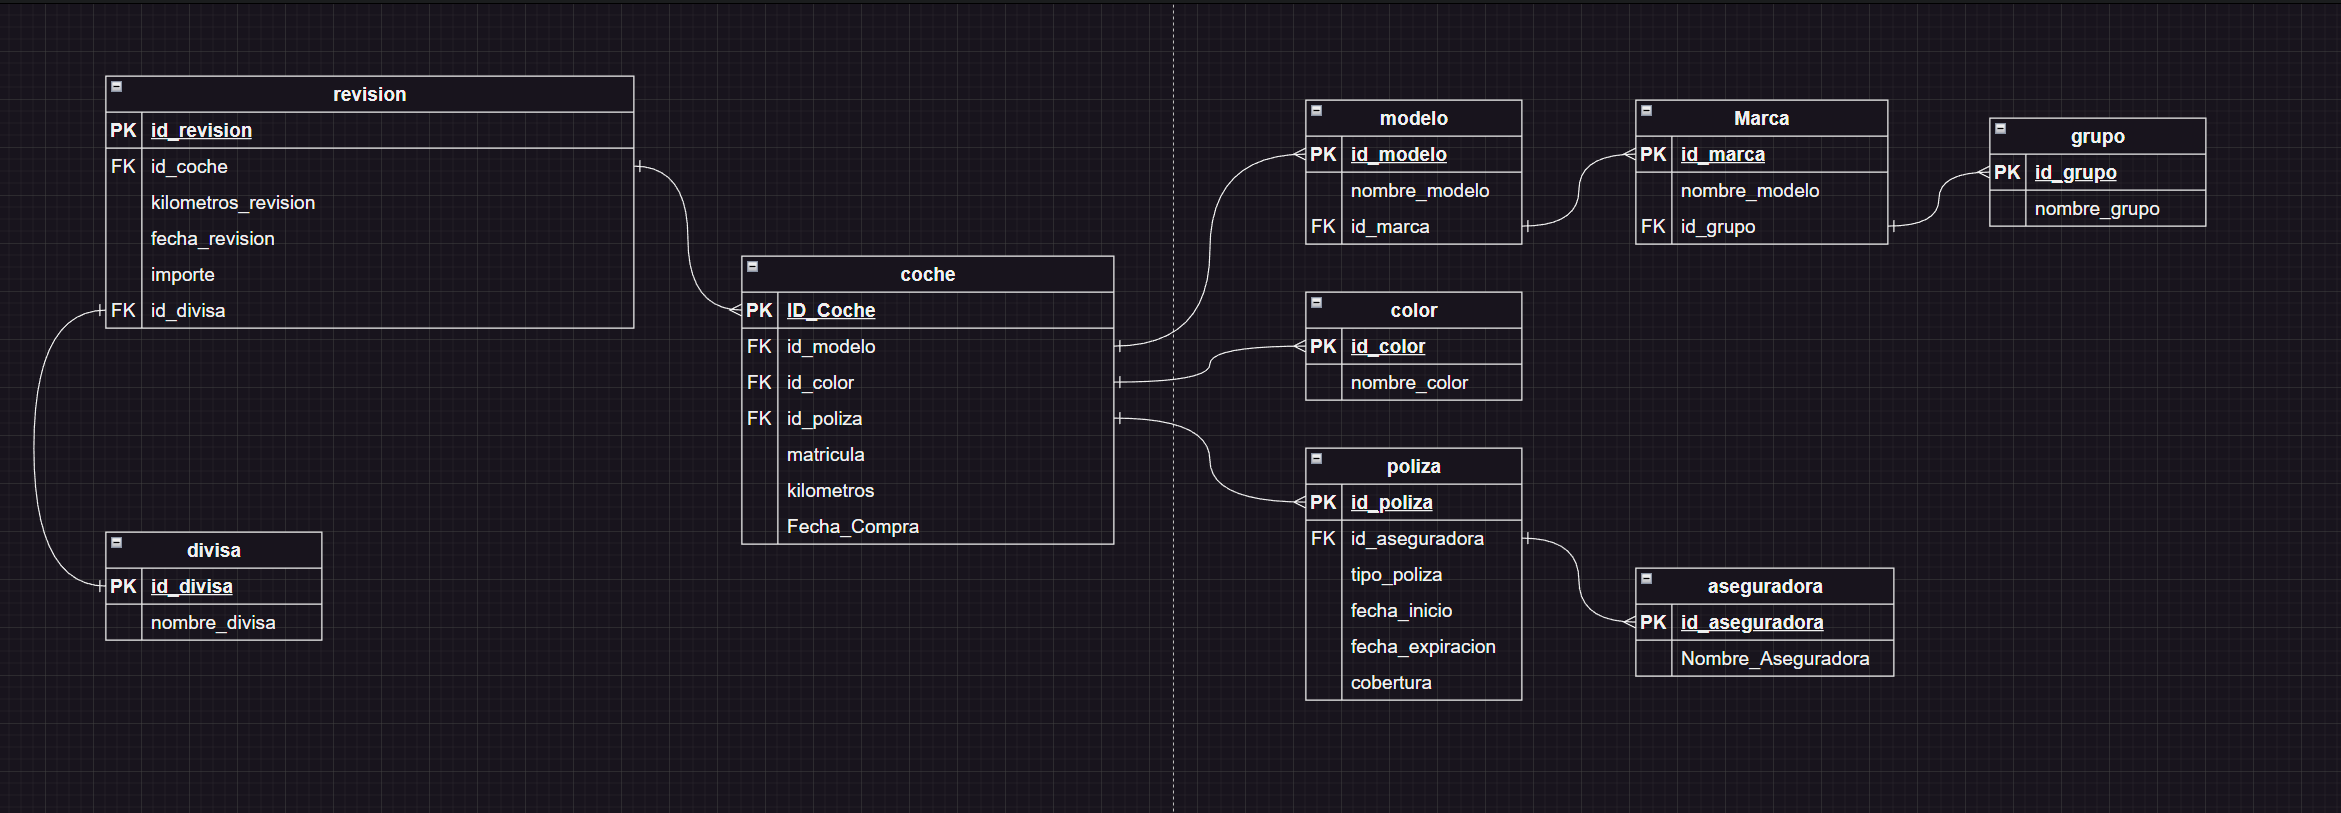 revision
PK id_revision
FK id_coche
kilometros_revision
fecha_revision
importe
FK id_divisa
divisa
PK id_divisa
nombre_divisa
coche
PK ID_Coche
FK id_modelo
FK id_color
FK id_poliza
matricula
kilometros
Fecha_Compra
modelo
PK id_modelo
nombre_modelo
FK id_marca
color
PK id_color
nombre_color
poliza
PK id_poliza
FK id_aseguradora
tipo_poliza
fecha_inicio
fecha_expiracion
cobertura
Marca
PK id_marca
nombre_modelo
FK id_grupo
aseguradora
PK id_aseguradora
Nombre_Aseguradora
grupo
PK id_grupo
nombre_grupo